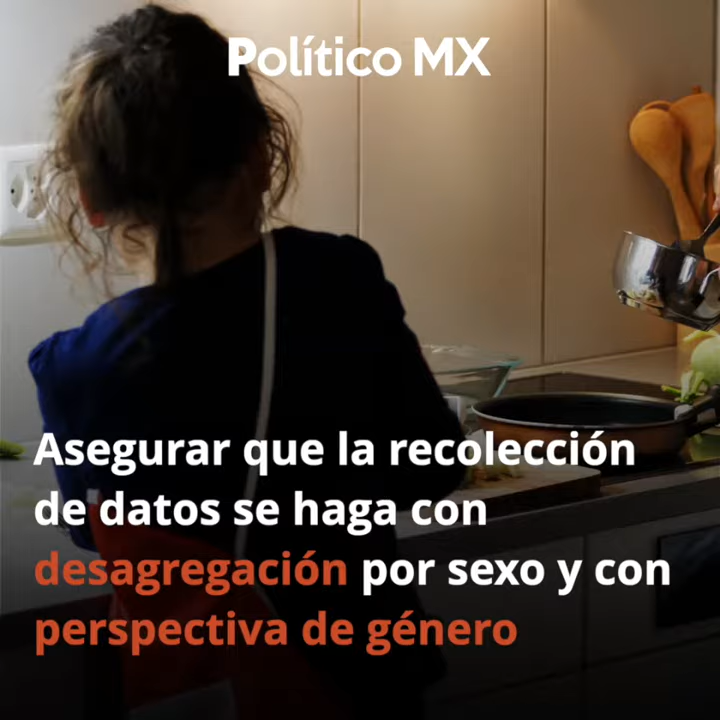 Político MX
Asegurar que la recolección
de datos se haga con
desagregación por sexo y con
perspectiva de género